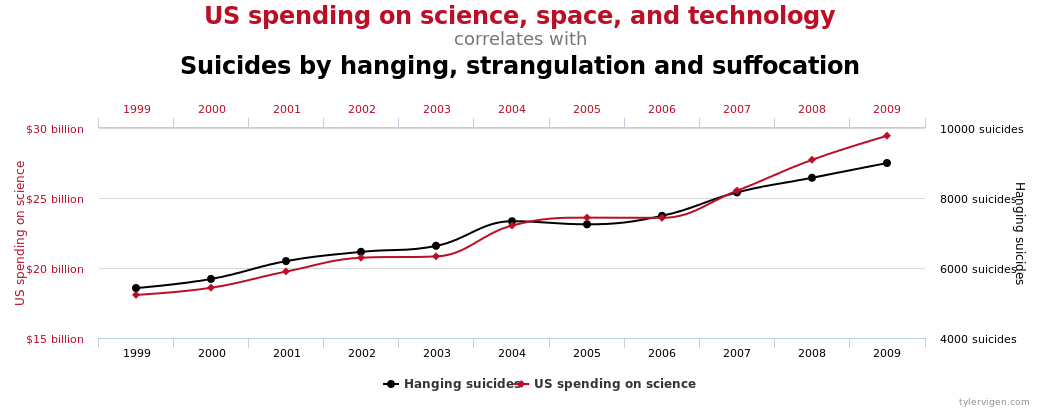 US spending on science, space, and technology
correlates with
Suicides by hanging, strangulation and suffocation
1999 2000 2001 2002 2003 2004 2005 2006 2007 2008 2009
$30 billion 10000 suicides
$25 billion 8000 suicides
$20 billion 6000 suicides
$15 billion 4000 suicides
US spending on science
Hanging suicides
1999 2000 2001 2002 2003 2004 2005 2006 2007 2008 2009
Hanging suicides US spending on science
tylervigen.com